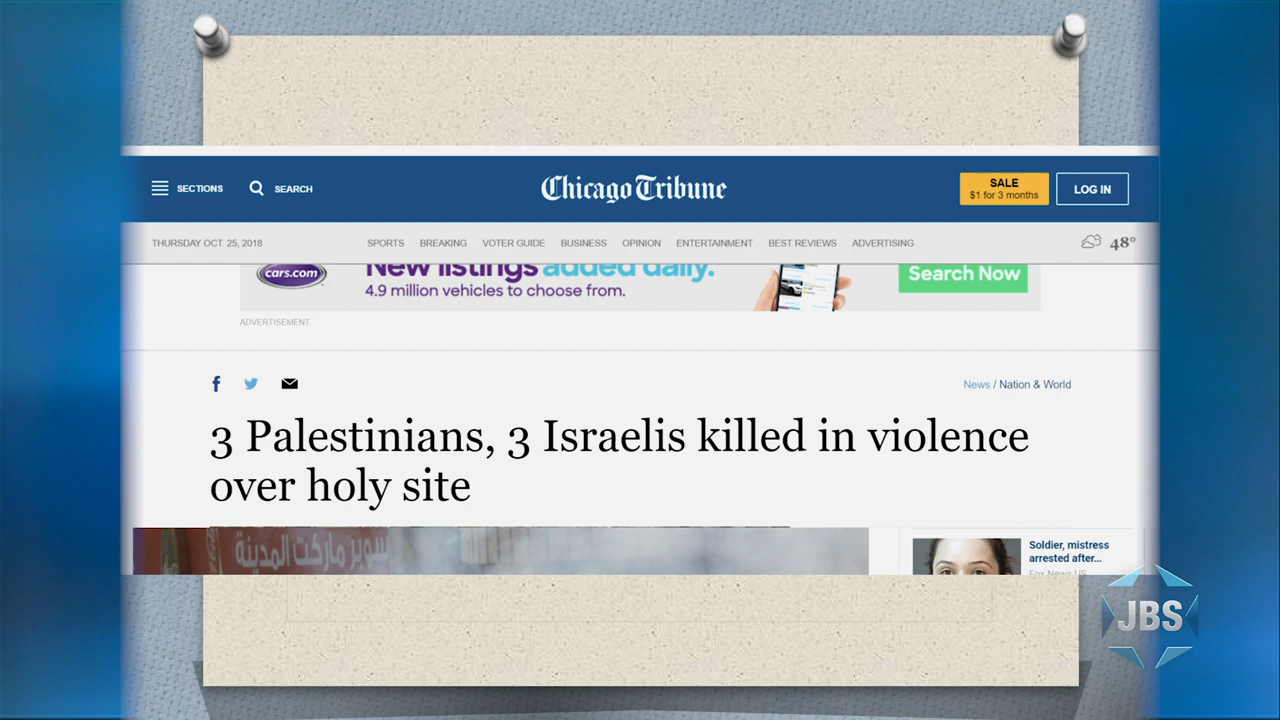 SECTIONS
SEARCH
Chicago Tribune
SALE
$1 for 3 months
LOG IN
THURSDAY OCT. 25, 2018
SPORTS BREAKING VOTER GUIDE BUSINESS OPINION ENTERTAINMENT BEST REVIEWS ADVERTISING
48°
cars.com
New listings added daily.
4.9 million vehicles to choose from.
Search Now
ADVERTISEMENT
News / Nation & World
3 Palestinians, 3 Israelis killed in violence
over holy site
سوبر ماركت المدينة
Soldier, mistress
arrested after...
Fox News US
JBS